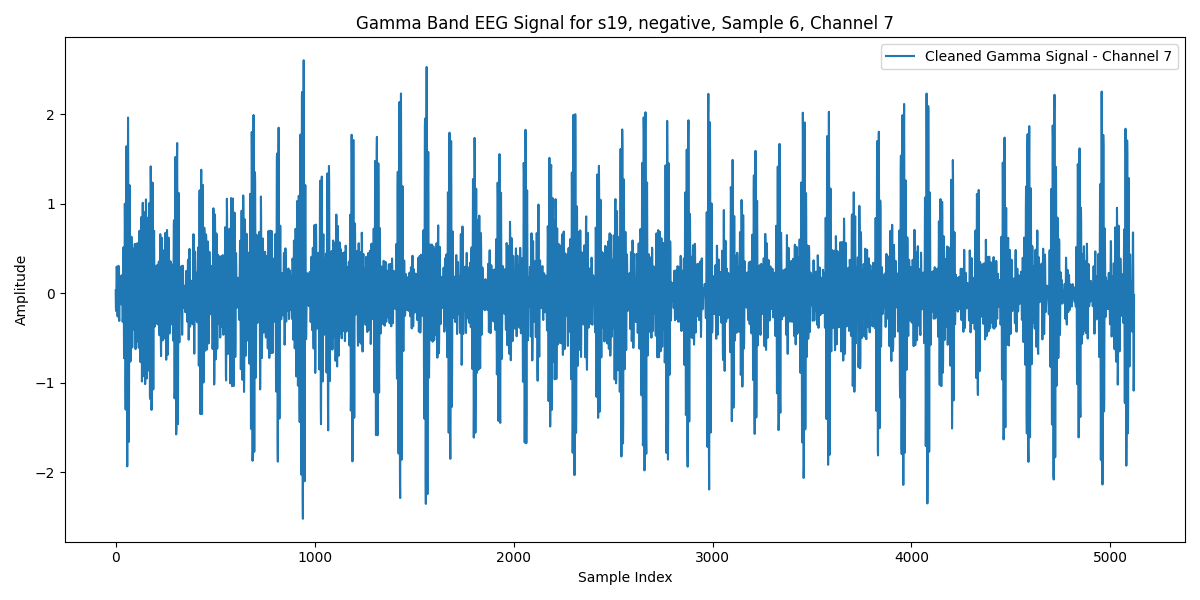 Gamma Band EEG Signal for s19, negative, Sample 6, Channel 7
Cleaned Gamma Signal - Channel 7
Amplitude
2
1
0
−1
−2
0 1000 2000 3000 4000 5000
Sample Index